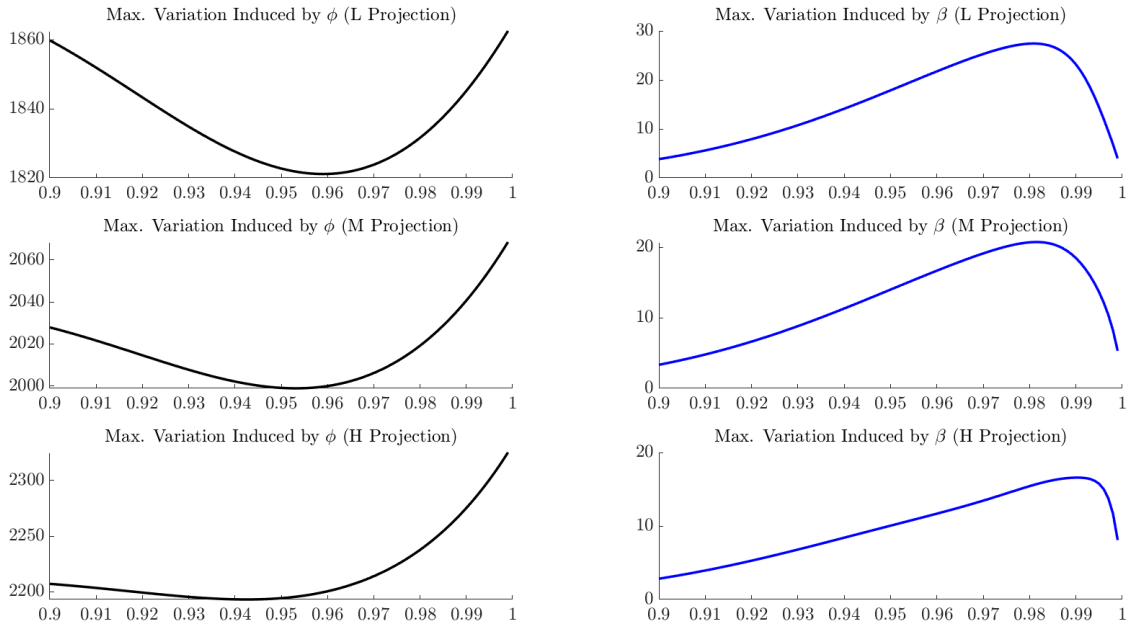 Max. Variation Induced by ϕ (L Projection)
1860
1840
1820
0.9 0.91 0.92 0.93 0.94 0.95 0.96 0.97 0.98 0.99 1
Max. Variation Induced by β (L Projection)
30
20
10
0
0.9 0.91 0.92 0.93 0.94 0.95 0.96 0.97 0.98 0.99 1
Max. Variation Induced by ϕ (M Projection)
2060
2040
2020
2000
0.9 0.91 0.92 0.93 0.94 0.95 0.96 0.97 0.98 0.99 1
Max. Variation Induced by β (M Projection)
20
10
0
0.9 0.91 0.92 0.93 0.94 0.95 0.96 0.97 0.98 0.99 1
Max. Variation Induced by ϕ (H Projection)
2300
2250
2200
0.9 0.91 0.92 0.93 0.94 0.95 0.96 0.97 0.98 0.99 1
Max. Variation Induced by β (H Projection)
20
10
0
0.9 0.91 0.92 0.93 0.94 0.95 0.96 0.97 0.98 0.99 1